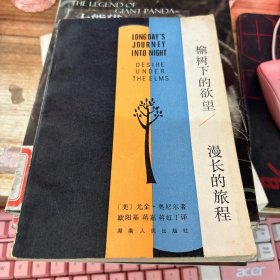 THE LEGEND OF
GIANT PANDA
LONG DAY'S
JOURNEY
INTO NIGHT
DESIRE
UNDER
THE ELMS
榆树下的欲望/
漫长的旅程
〔美〕尤金·奥尼尔著
欧阳基 蒋嘉 蒋虹丁译
湖南人民出版社